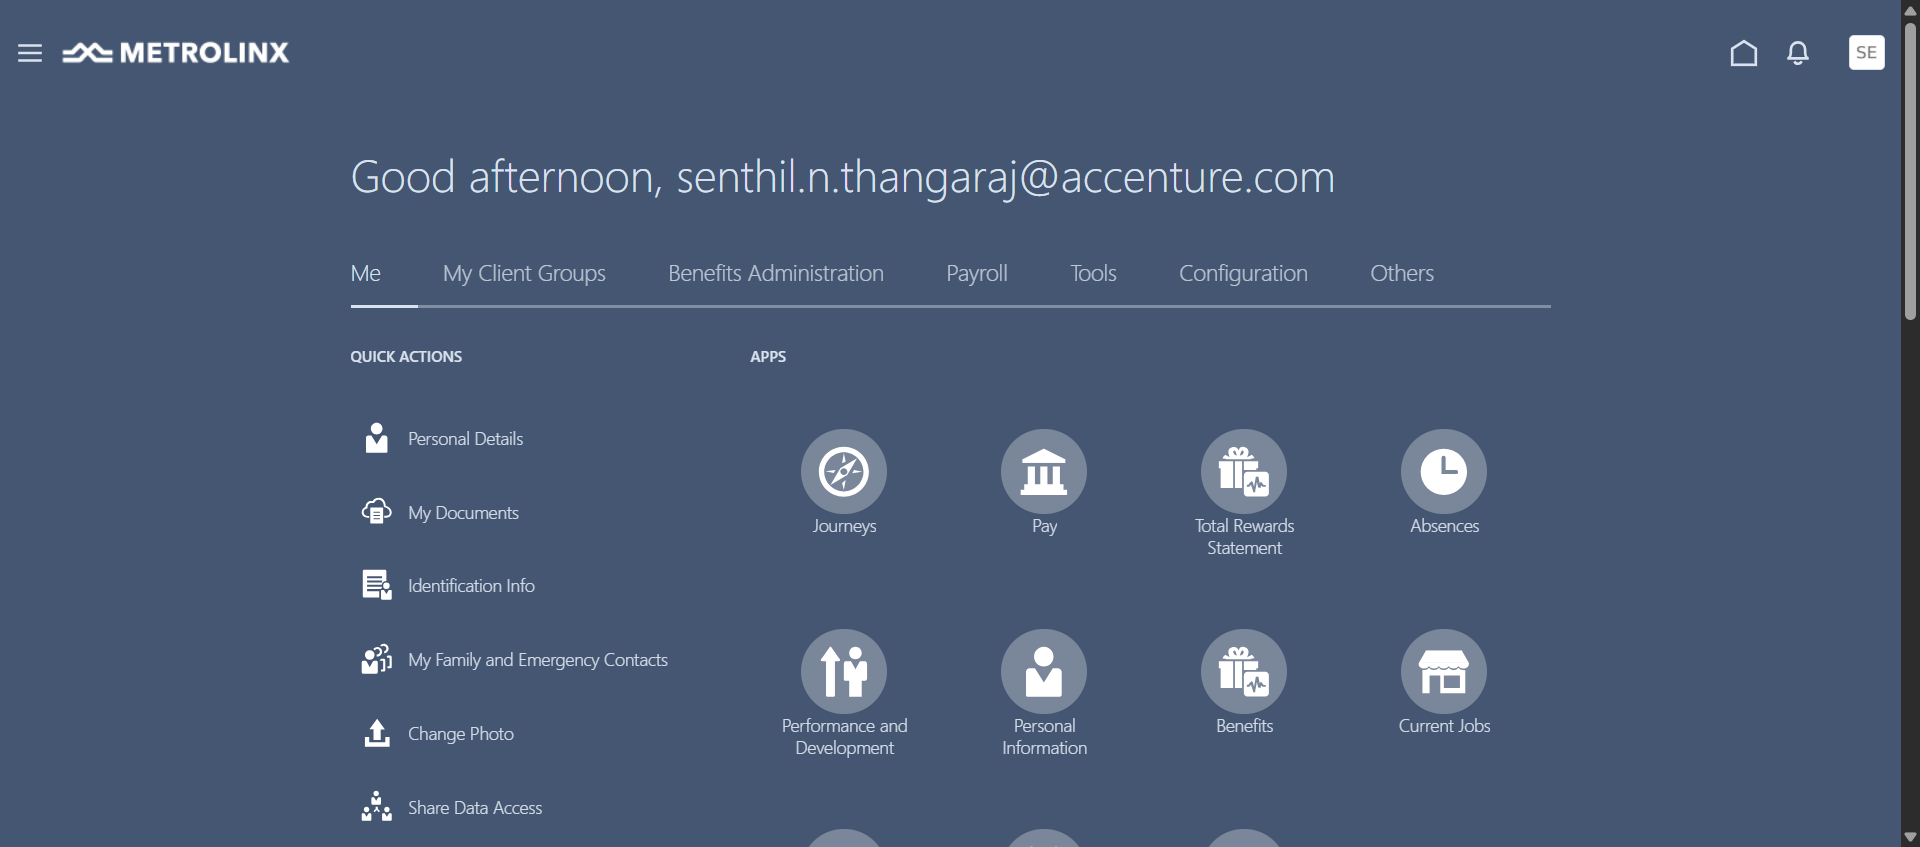 METROLINX
SE
Good afternoon, senthil.n.thangaraj@accenture.com
Me
My Client Groups
Benefits Administration
Payroll
Tools
Configuration
Others
QUICK ACTIONS
Personal Details
My Documents
Identification Info
My Family and Emergency Contacts
Change Photo
Share Data Access
APPS
Journeys
Pay
Total Rewards
Statement
Absences
Performance and
Development
Personal
Information
Benefits
Current Jobs